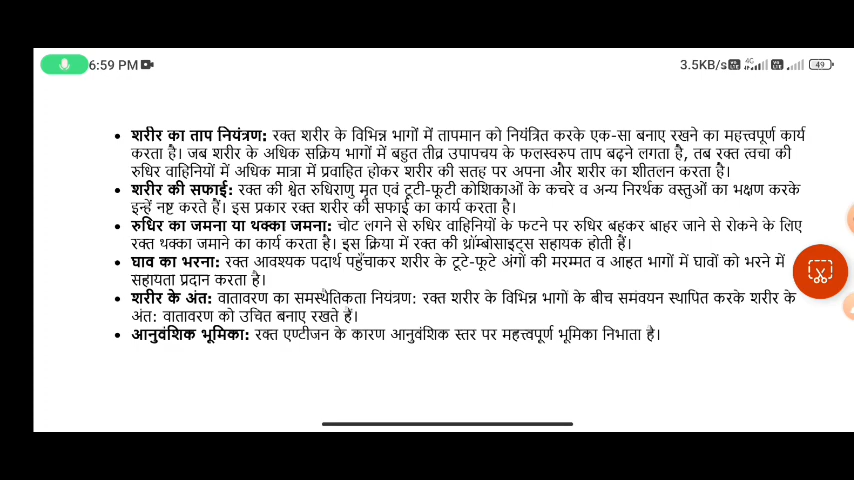 6:59 PM
3.5KB/s 4G 49
• शरीर का ताप नियंत्रण: रक्त शरीर के विभिन्न भागों में तापमान को नियंत्रित करके एक-सा बनाए रखने का महत्त्वपूर्ण कार्य
करता है। जब शरीर के अधिक सक्रिय भागों में बहुत तीव्र उपापचय के फलस्वरुप ताप बढ़ने लगता है, तब रक्त त्वचा की
रुधिर वाहिनियों में अधिक मात्रा में प्रवाहित होकर शरीर की सतह पर अपना और शरीर का शीतलन करता है।
• शरीर की सफाई: रक्त की श्वेत रुधिराणु मृत एवं टूटी-फूटी कोशिकाओं के कचरे व अन्य निरर्थक वस्तुओं का भक्षण करके
इन्हें नष्ट करते हैं। इस प्रकार रक्त शरीर की सफाई का कार्य करता है।
• रुधिर का जमना या थक्का जमना: चोट लगने से रुधिर वाहिनियों के फटने पर रुधिर बहकर बाहर जाने से रोकने के लिए
रक्त थक्का जमाने का कार्य करता है। इस क्रिया में रक्त की थ्रॉम्बोसाइट्स सहायक होती हैं।
• घाव का भरना: रक्त आवश्यक पदार्थ पहुँचाकर शरीर के टूटे-फूटे अंगों की मरम्मत व आहत भागों में घावों को भरने में
सहायता प्रदान करता है।
• शरीर के अंत: वातावरण का समस्थैतिकता नियंत्रण: रक्त शरीर के विभिन्न भागों के बीच समंवयन स्थापित करके शरीर के
अंत: वातावरण को उचित बनाए रखते हैं।
• आनुवंशिक भूमिका: रक्त एण्टीजन के कारण आनुवंशिक स्तर पर महत्त्वपूर्ण भूमिका निभाता है।